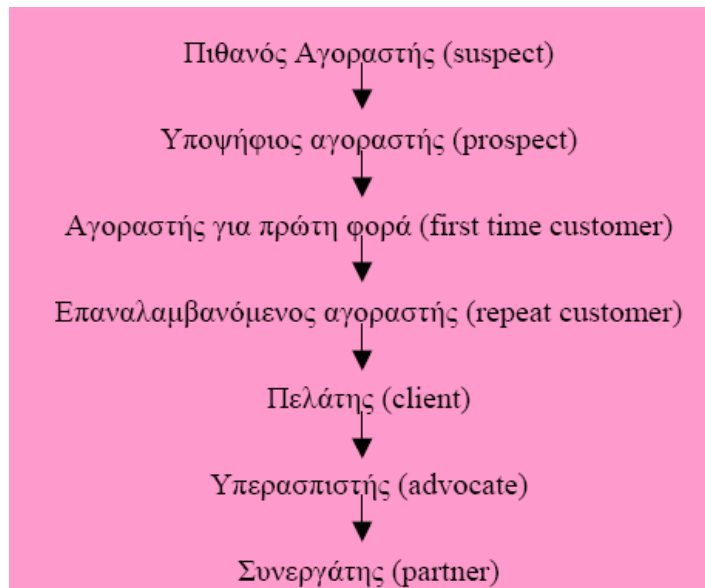 Πιθανός Αγοραστής (suspect)
Υποψήφιος αγοραστής (prospect)
Αγοραστής για πρώτη φορά (first time customer)
Επαναλαμβανόμενος αγοραστής (repeat customer)
Πελάτης (client)
Υπερασπιστής (advocate)
Συνεργάτης (partner)